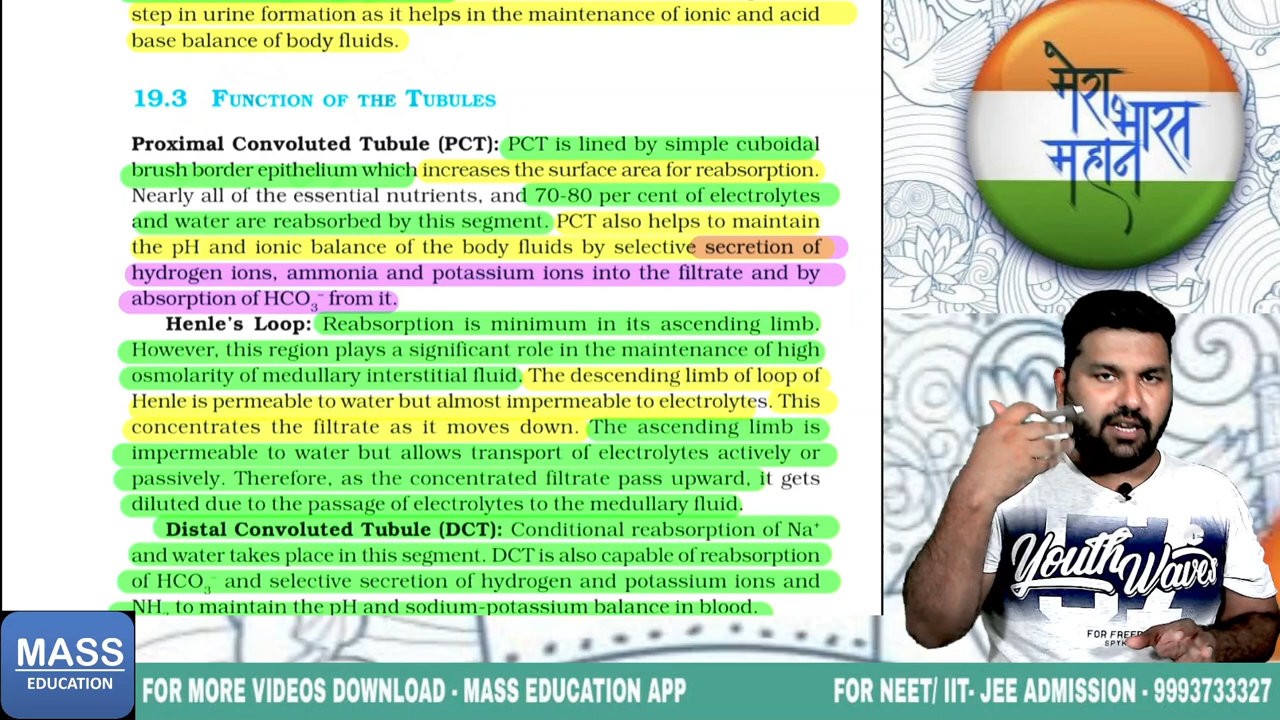 step in urine formation as it helps in the maintenance of ionic and acid
base balance of body fluids.
19.3 FUNCTION OF THE TUBULES
Proximal Convoluted Tubule (PCT): PCT is lined by simple cuboidal
brush border epithelium which increases the surface area for reabsorption.
Nearly all of the essential nutrients, and 70-80 per cent of electrolytes
and water are reabsorbed by this segment. PCT also helps to maintain
the pH and ionic balance of the body fluids by selective secretion of
hydrogen ions, ammonia and potassium ions into the filtrate and by
absorption of HCO₃⁻ from it.
Henle's Loop: Reabsorption is minimum in its ascending limb.
However, this region plays a significant role in the maintenance of high
osmolarity of medullary interstitial fluid. The descending limb of loop of
Henle is permeable to water but almost impermeable to electrolytes. This
concentrates the filtrate as it moves down. The ascending limb is
impermeable to water but allows transport of electrolytes actively or
passively. Therefore, as the concentrated filtrate pass upward, it gets
diluted due to the passage of electrolytes to the medullary fluid.
Distal Convoluted Tubule (DCT): Conditional reabsorption of Na⁺
and water takes place in this segment. DCT is also capable of reabsorption
of HCO₃⁻ and selective secretion of hydrogen and potassium ions and
NH₃ to maintain the pH and sodium-potassium balance in blood.
मेरा
भारत
महान
Youth
Waves
MASS
EDUCATION
FOR MORE VIDEOS DOWNLOAD - MASS EDUCATION APP
FOR NEET/ IIT- JEE ADMISSION - 9993733327